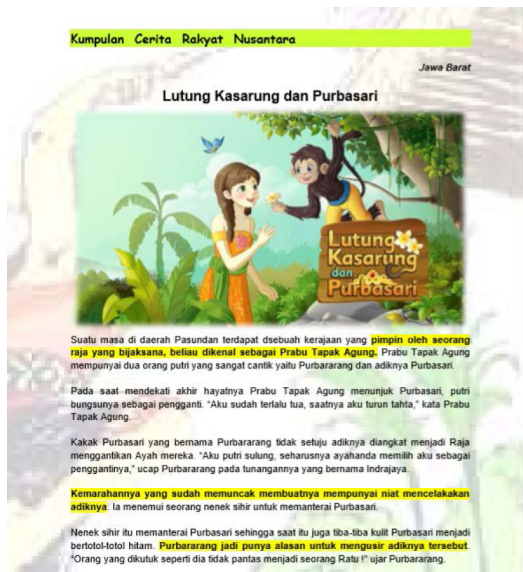 Kumpulan Cerita Rakyat Nusantara
Jawa Barat
Lutung Kasarung dan Purbasari
Lutung
Kasarung
dan
Purbasari
Suatu masa di daerah Pasundan terdapat dsebuah kerajaan yang pimpin oleh seorang
raja yang bijaksana, beliau dikenal sebagai Prabu Tapak Agung. Prabu Tapak Agung
mempunyai dua orang putri yang sangat cantik yaitu Purbararang dan adiknya Purbasari.
Pada saat mendekati akhir hayatnya Prabu Tapak Agung menunjuk Purbasari, putri
bungsunya sebagai pengganti. “Aku sudah terlalu tua, saatnya aku turun tahta,” kata Prabu
Tapak Agung.
Kakak Purbasari yang bernama Purbararang tidak setuju adiknya diangkat menjadi Raja
menggantikan Ayah mereka. “Aku putri sulung, seharusnya ayahanda memilih aku sebagai
penggantinya,” ucap Purbararang pada tunangannya yang bernama Indrajaya.
Kemarahannya yang sudah memuncak membuatnya mempunyai niat mencelakakan
adiknya. Ia menemui seorang nenek sihir untuk memanterai Purbasari.
Nenek sihir itu memanterai Purbasari sehingga saat itu juga tiba-tiba kulit Purbasari menjadi
bertotol-totol hitam. Purbararang jadi punya alasan untuk mengusir adiknya tersebut.
“Orang yang dikutuk seperti dia tidak pantas menjadi seorang Ratu !” ujar Purbararang.